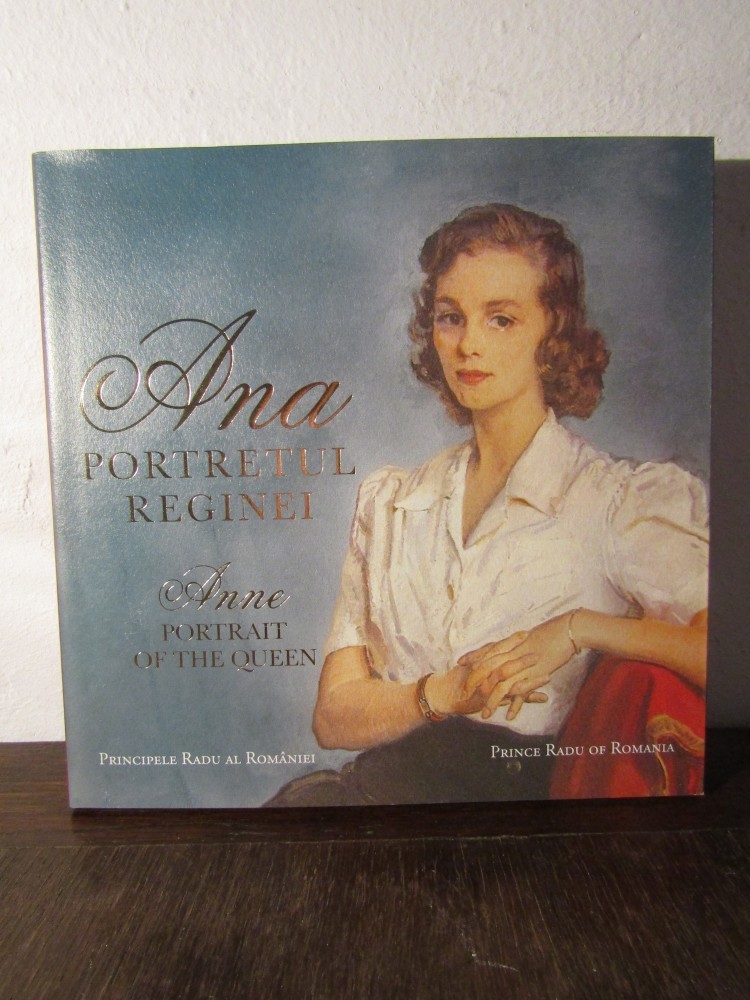 Ana
PORTRETUL
REGINEI
Anne
PORTRAIT
OF THE QUEEN
PRINCIPELE RADU AL ROMÂNIEI
PRINCE RADU OF ROMANIA